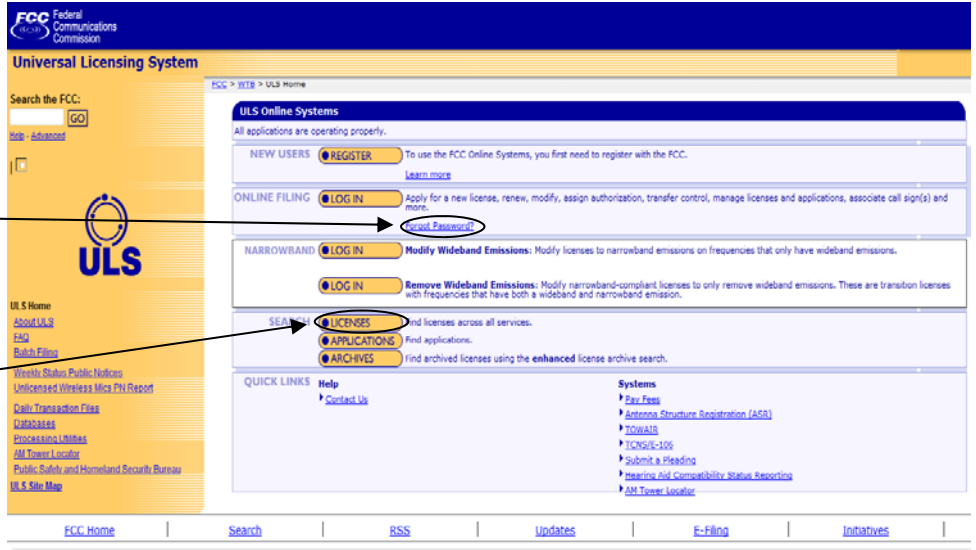 FCC Federal Communications Commission
Universal Licensing System
FCC > WTB > ULS Home
Search the FCC:
GO
Help - Advanced
ULS
ULS Home
About ULS
FAQ
Batch Filing
Weekly Status Public Notices
Unlicensed Wireless Mics PN Report
Daily Transaction Files
Databases
Processing Utilities
AM Tower Locator
Public Safety and Homeland Security Bureau
ULS Site Map
ULS Online Systems
All applications are operating properly.
NEW USERS REGISTER To use the FCC Online Systems, you first need to register with the FCC.
Learn more
ONLINE FILING LOG IN Apply for a new license, renew, modify, assign authorization, transfer control, manage licenses and applications, associate call sign(s) and
more.
Forgot Password?
NARROWBAND LOG IN Modify Wideband Emissions: Modify licenses to narrowband emissions on frequencies that only have wideband emissions.
LOG IN Remove Wideband Emissions: Modify narrowband-compliant licenses to only remove wideband emissions. These are transition licenses
with frequencies that have both a wideband and narrowband emission.
SEARCH LICENSES Find licenses across all services.
APPLICATIONS Find applications.
ARCHIVES Find archived licenses using the enhanced license archive search.
QUICK LINKS Help
Contact Us
Systems
Pay Fees
Antenna Structure Registration (ASR)
TOWAIR
TCNS/E-106
Submit a Pleading
Hearing Aid Compatibility Status Reporting
AM Tower Locator
FCC Home | Search | RSS | Updates | E-Filing | Initiatives |